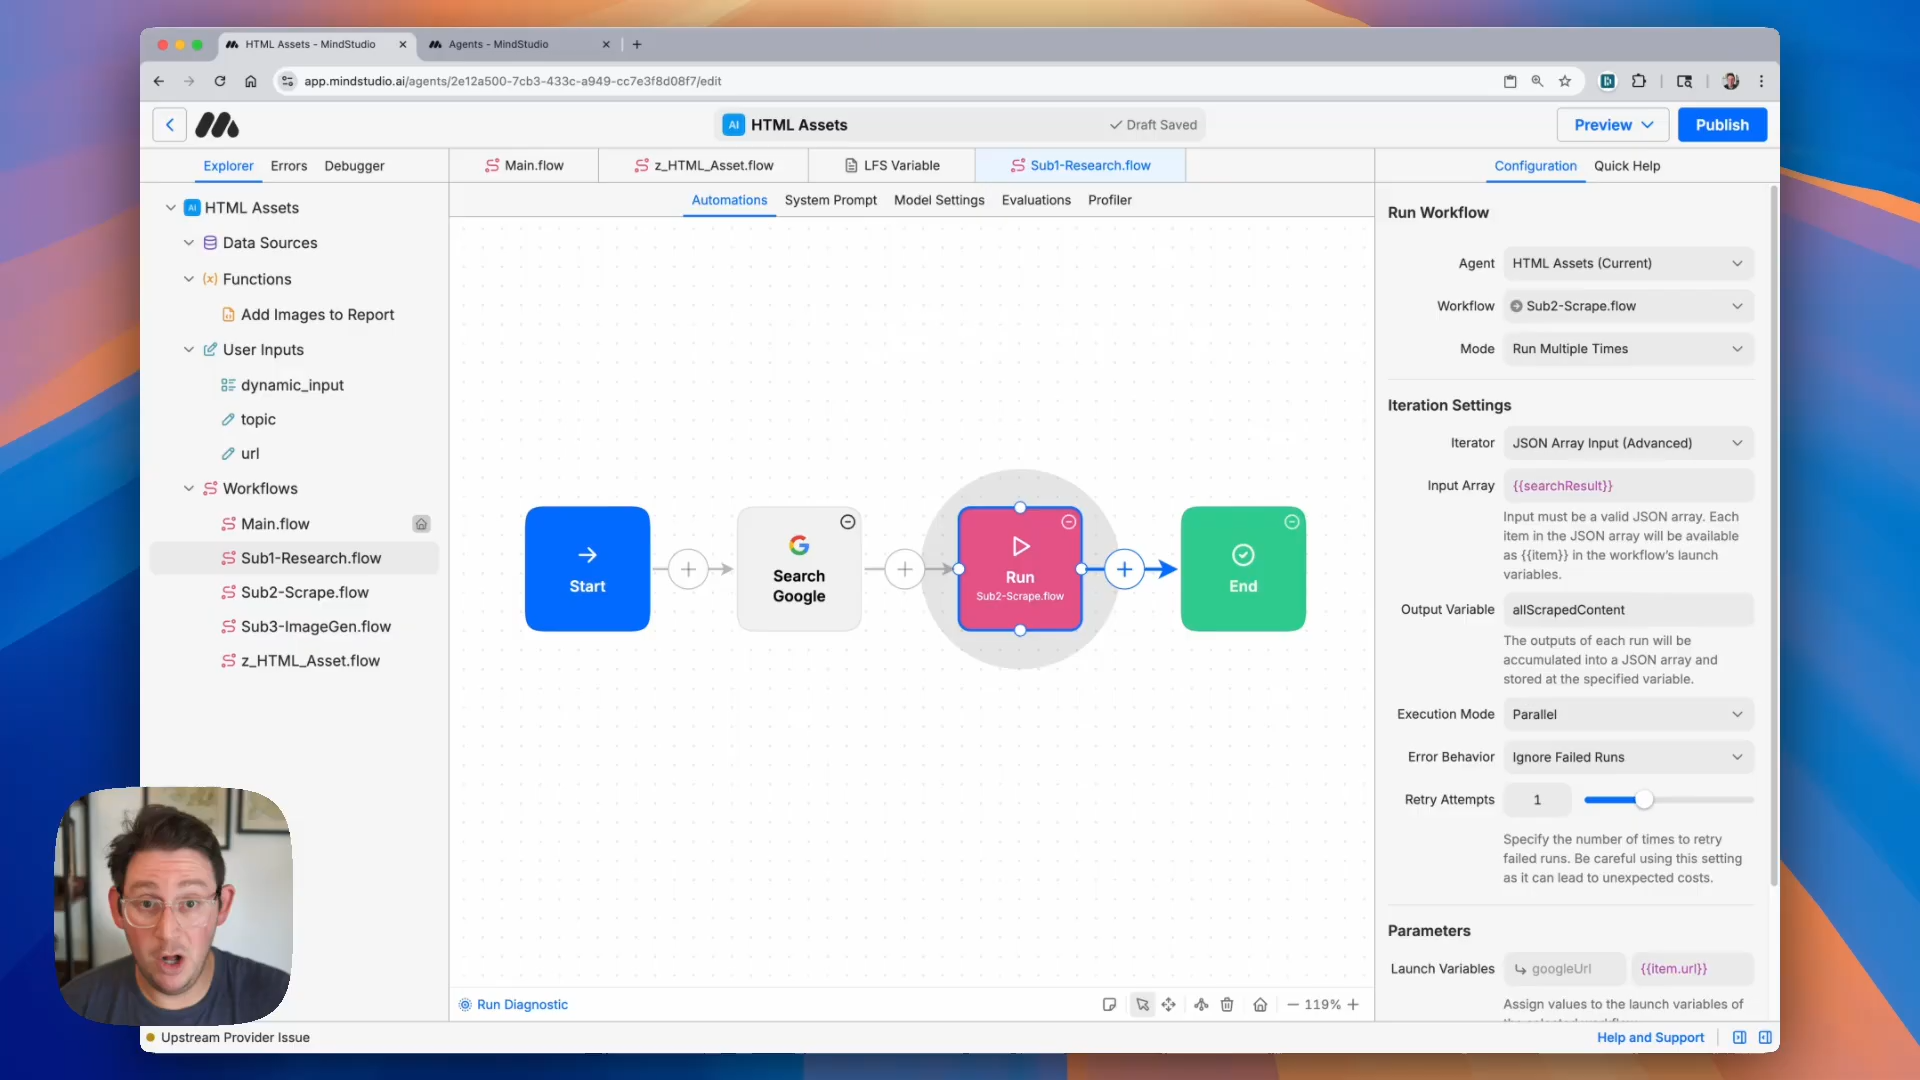 HTML Assets - MindStudio
Agents - MindStudio
app.mindstudio.ai/agents/2e12a500-7cb3-433c-a949-cc7e3f8d08f7/edit
AI HTML Assets
Draft Saved
Preview
Publish
Explorer
Errors
Debugger
Main.flow
z_HTML_Asset.flow
LFS Variable
Sub1-Research.flow
Configuration
Quick Help
Automations
System Prompt
Model Settings
Evaluations
Profiler
AI HTML Assets
Data Sources
(x) Functions
Add Images to Report
User Inputs
dynamic_input
topic
url
Workflows
Main.flow
Sub1-Research.flow
Sub2-Scrape.flow
Sub3-ImageGen.flow
z_HTML_Asset.flow
Start
Search
Google
Run
Sub2-Scrape.flow
End
Run Workflow
Agent
HTML Assets (Current)
Workflow
Sub2-Scrape.flow
Mode
Run Multiple Times
Iteration Settings
Iterator
JSON Array Input (Advanced)
Input Array
{{searchResult}}
Input must be a valid JSON array. Each
item in the JSON array will be available
as {{item}} in the workflow's launch
variables.
Output Variable
allScrapedContent
The outputs of each run will be
accumulated into a JSON array and
stored at the specified variable.
Execution Mode
Parallel
Error Behavior
Ignore Failed Runs
Retry Attempts
1
Specify the number of times to retry
failed runs. Be careful using this setting
as it can lead to unexpected costs.
Parameters
Launch Variables
googleUrl
{{item.url}}
Assign values to the launch variables of
Run Diagnostic
119%
Upstream Provider Issue
Help and Support